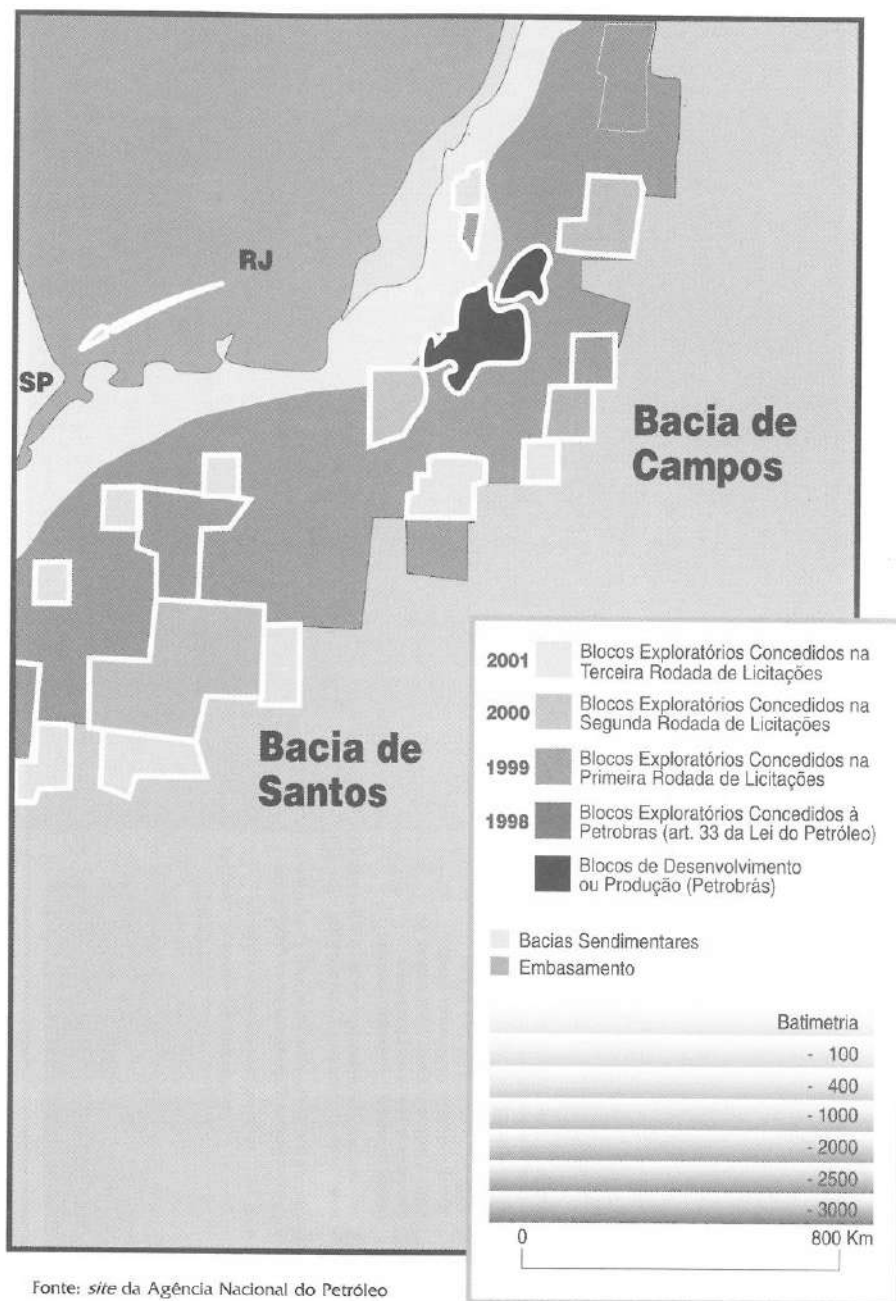 RJ
SP
Bacia de
Campos
Bacia de
Santos
2001 Blocos Exploratórios Concedidos na
Terceira Rodada de Licitações
2000 Blocos Exploratórios Concedidos na
Segunda Rodada de Licitações
1999 Blocos Exploratórios Concedidos na
Primeira Rodada de Licitações
1998 Blocos Exploratórios Concedidos à
Petrobras (art. 33 da Lei do Petróleo)
Blocos de Desenvolvimento
ou Produção (Petrobrás)
Bacias Sendimentares
Embasamento
Batimetria
- 100
- 400
- 1000
- 2000
- 2500
- 3000
0 800 Km
Fonte: site da Agência Nacional do Petróleo